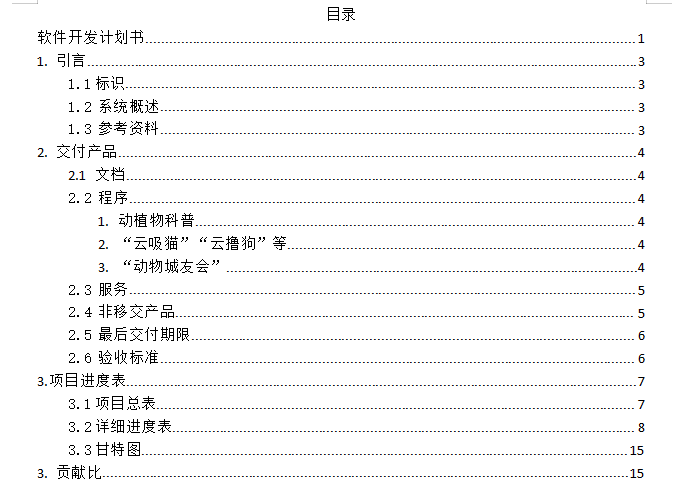 目录
软件开发计划书 1
1. 引言 3
1.1标识 3
1.2 系统概述 3
1.3 参考资料 3
2. 交付产品 4
2.1 文档 4
2.2 程序 4
1. 动植物科普 4
2. “云吸猫”“云撸狗”等 4
3. “动物城友会” 4
2.3 服务 5
2.4 非移交产品 5
2.5 最后交付期限 6
2.6 验收标准 6
3.项目进度表 7
3.1项目总表 7
3.2详细进度表 8
3.3甘特图 15
3. 贡献比 15